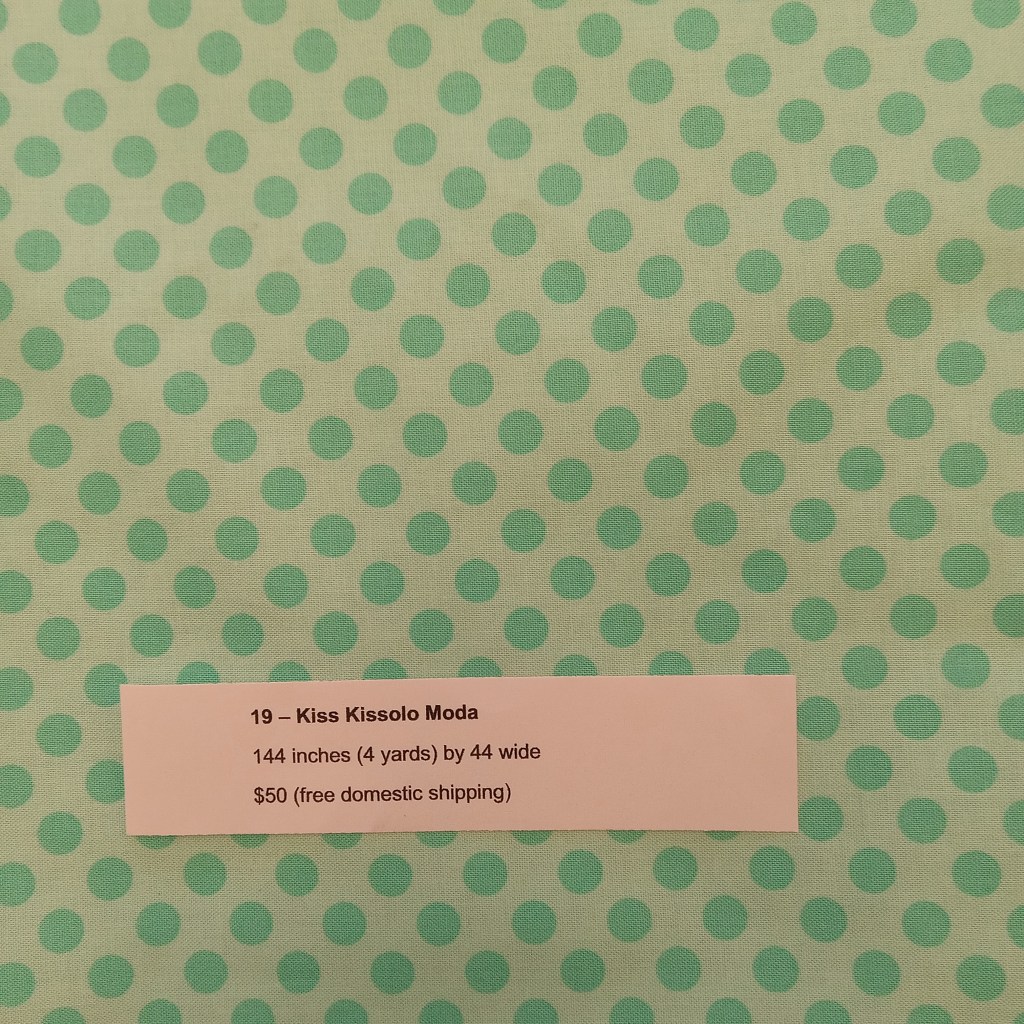 19 – Kiss Kissolo Moda
144 inches (4 yards) by 44 wide
$50 (free domestic shipping)